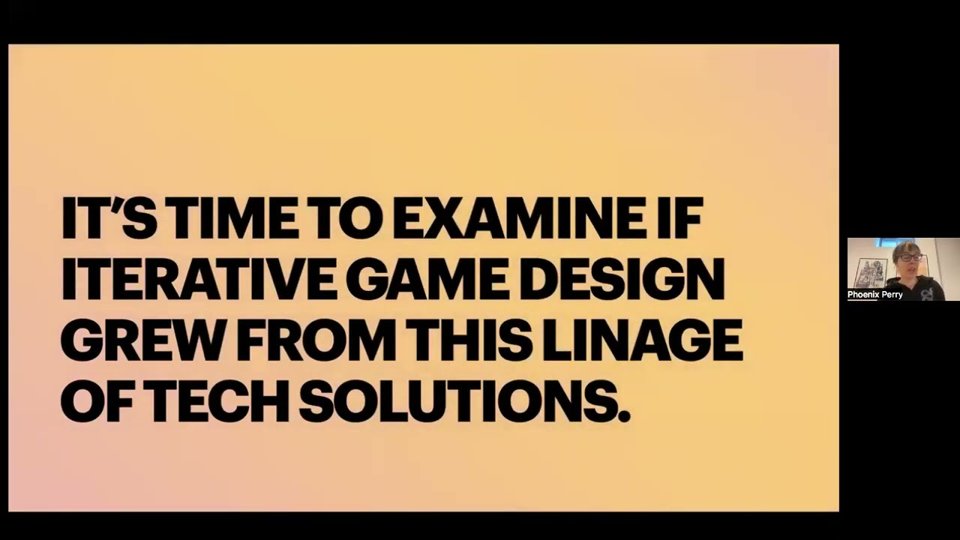 IT'S TIME TO EXAMINE IF
ITERATIVE GAME DESIGN
GREW FROM THIS LINAGE
OF TECH SOLUTIONS.
Phoenix Perry